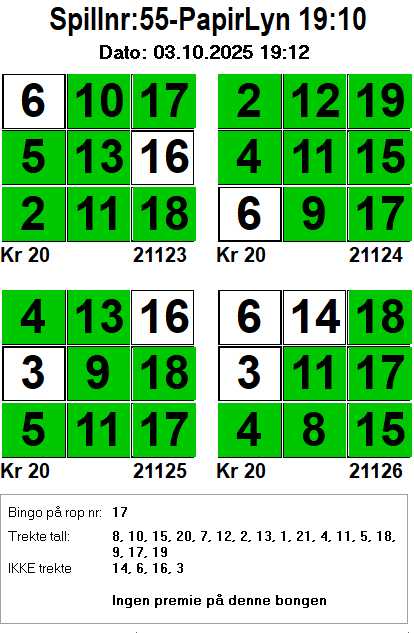 Spillnr:55-PapirLyn 19:10
Dato: 03.10.2025 19:12
6 10 17 2 12 19
5 13 16 4 11 15
2 11 18 6 9 17
Kr 20 21123 Kr 20 21124
4 13 16 6 14 18
3 9 18 3 11 17
5 11 17 4 8 15
Kr 20 21125 Kr 20 21126
Bingo på rop nr: 17
Trekte tall: 8, 10, 15, 20, 7, 12, 2, 13, 1, 21, 4, 11, 5, 18,
9, 17, 19
IKKE trekte 14, 6, 16, 3
Ingen premie på denne bongen